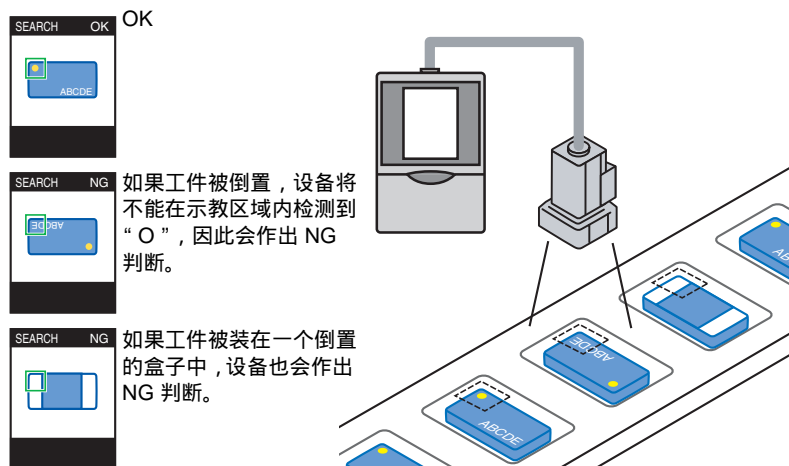 SEARCH OK
OK
ABCDE
SEARCH NG
如果工件被倒置，设备将
不能在示教区域内检测到
“ O ”，因此会作出 NG
判断。
ABCDE
SEARCH NG
如果工件被装在一个倒置
的盒子中，设备也会作出
NG 判断。
AB
ABCDE
ABCDE